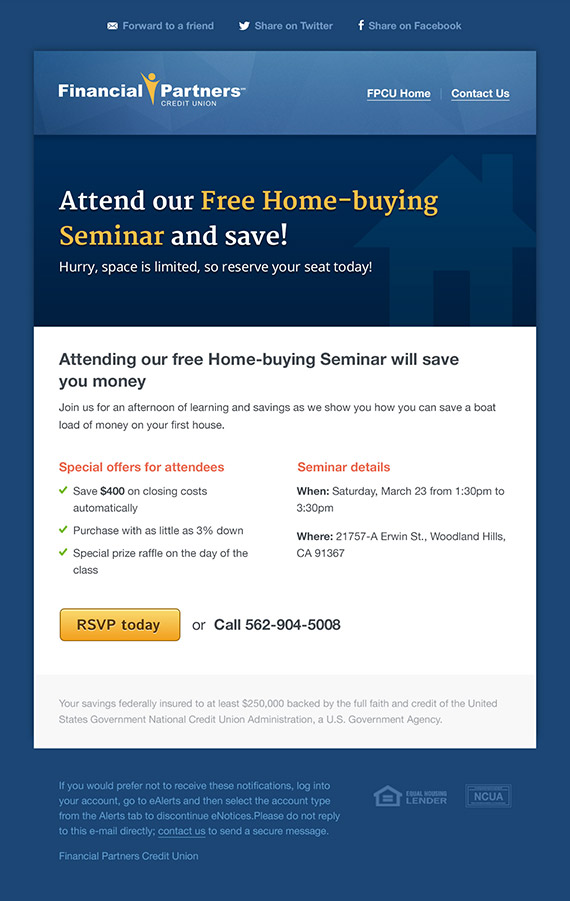 Forward to a friend Share on Twitter Share on Facebook
Financial Partners℠
CREDIT UNION
FPCU Home Contact Us
Attend our Free Home-buying
Seminar and save!
Hurry, space is limited, so reserve your seat today!
Attending our free Home-buying Seminar will save
you money
Join us for an afternoon of learning and savings as we show you how you can save a boat
load of money on your first house.
Special offers for attendees
Save $400 on closing costs
automatically
Purchase with as little as 3% down
Special prize raffle on the day of the
class
Seminar details
When: Saturday, March 23 from 1:30pm to
3:30pm
Where: 21757-A Erwin St., Woodland Hills,
CA 91367
RSVP today or Call 562-904-5008
Your savings federally insured to at least $250,000 backed by the full faith and credit of the United
States Government National Credit Union Administration, a U.S. Government Agency.
If you would prefer not to receive these notifications, log into
your account, go to eAlerts and then select the account type
from the Alerts tab to discontinue eNotices.Please do not reply
to this e-mail directly; contact us to send a secure message.
Financial Partners Credit Union
EQUAL HOUSING
LENDER
NCUA